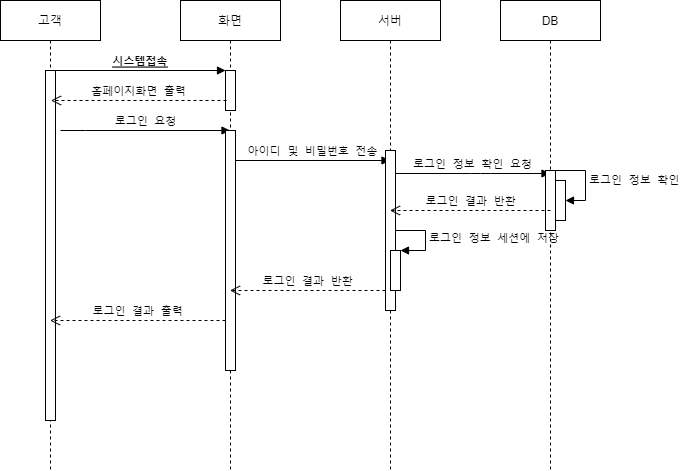 고객
화면
서버
DB
시스템접속
홈페이지화면 출력
로그인 요청
아이디 및 비밀번호 전송
로그인 정보 확인 요청
로그인 정보 확인
로그인 결과 반환
로그인 정보 세션에 저장
로그인 결과 반환
로그인 결과 출력